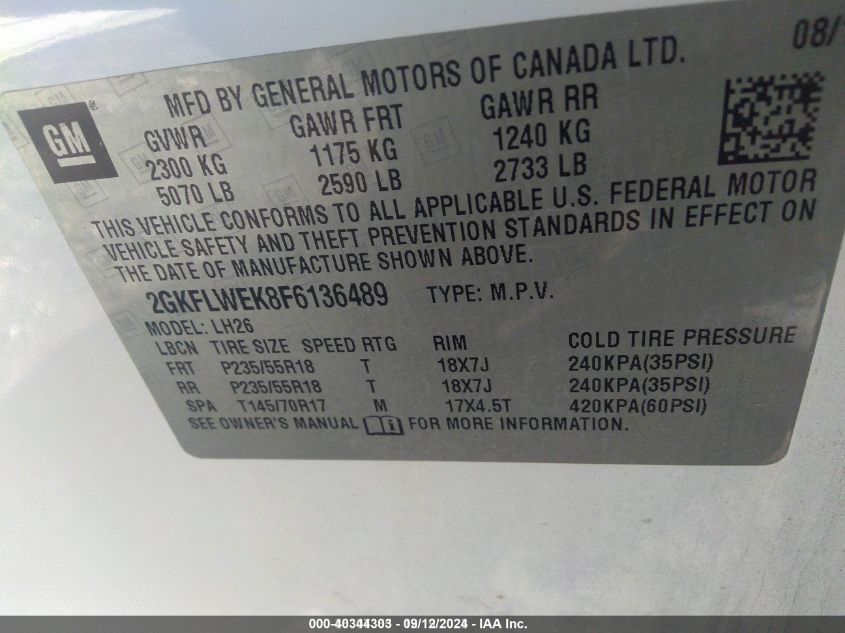 08/
MFD BY GENERAL MOTORS OF CANADA LTD.
GM®
GVWR GAWR FRT GAWR RR
2300 KG 1175 KG 1240 KG
5070 LB 2590 LB 2733 LB
THIS VEHICLE CONFORMS TO ALL APPLICABLE U.S. FEDERAL MOTOR
VEHICLE SAFETY AND THEFT PREVENTION STANDARDS IN EFFECT ON
THE DATE OF MANUFACTURE SHOWN ABOVE.
2GKFLWEK8F6136489 TYPE: M.P.V.
MODEL: LH26
LBCN TIRE SIZE SPEED RTG RIM COLD TIRE PRESSURE
FRT P235/55R18 T 18X7J 240KPA(35PSI)
RR P235/55R18 T 18X7J 240KPA(35PSI)
SPA T145/70R17 M 17X4.5T 420KPA(60PSI)
SEE OWNER'S MANUAL FOR MORE INFORMATION.
000-40344303 - 09/12/2024 - IAA Inc.